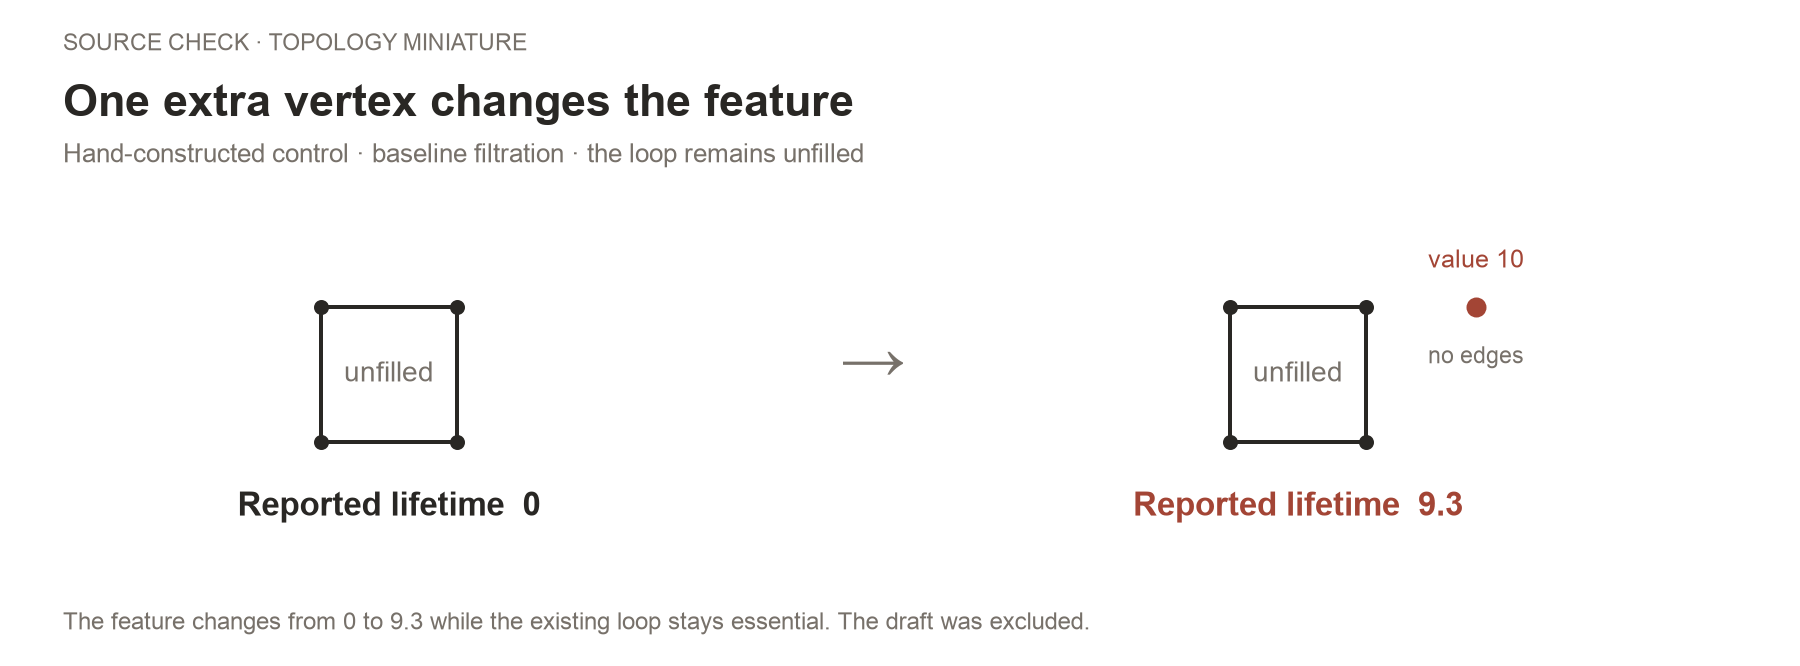 SOURCE CHECK · TOPOLOGY MINIATURE
One extra vertex changes the feature
Hand-constructed control · baseline filtration · the loop remains unfilled
value 10
unfilled
→
unfilled
no edges
Reported lifetime 0
Reported lifetime 9.3
The feature changes from 0 to 9.3 while the existing loop stays essential. The draft was excluded.